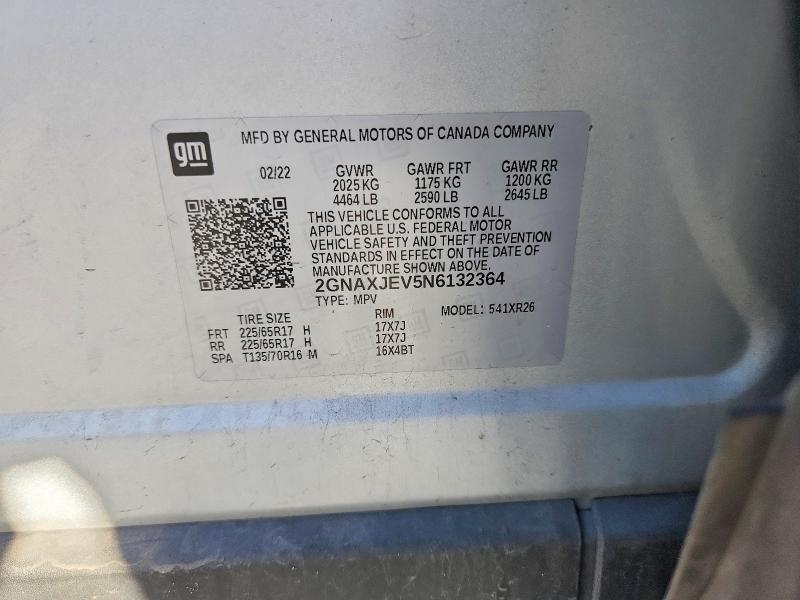 gm
MFD BY GENERAL MOTORS OF CANADA COMPANY
02/22 GVWR GAWR FRT GAWR RR
2025 KG 1175 KG 1200 KG
4464 LB 2590 LB 2645 LB
THIS VEHICLE CONFORMS TO ALL
APPLICABLE U.S. FEDERAL MOTOR
VEHICLE SAFETY AND THEFT PREVENTION
STANDARDS IN EFFECT ON THE DATE OF
MANUFACTURE SHOWN ABOVE.
2GNAXJEV5N6132364
TYPE: MPV MODEL: 541XR26
TIRE SIZE RIM
FRT 225/65R17 H 17X7J
RR 225/65R17 H 17X7J
SPA T135/70R16 M 16X4BT